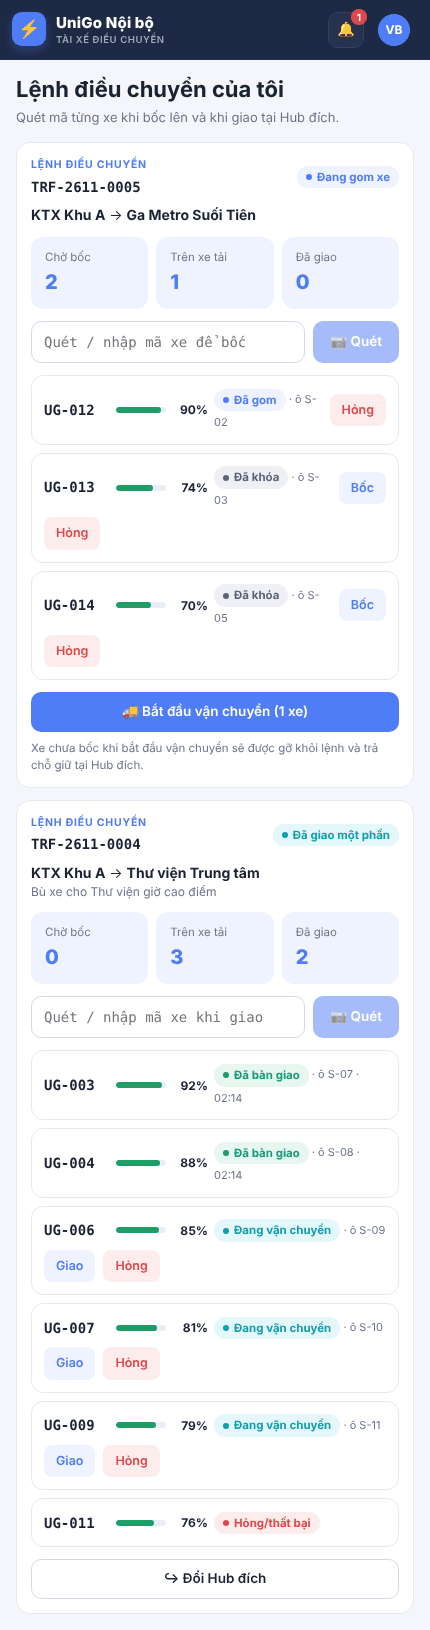 UniGo Nội bộ
TÀI XẾ ĐIỀU CHUYỂN
1
VB
Lệnh điều chuyển của tôi
Quét mã từng xe khi bốc lên và khi giao tại Hub đích.
LỆNH ĐIỀU CHUYỂN
TRF-2611-0005
Đang gom xe
KTX Khu A → Ga Metro Suối Tiên
Chờ bốc
2
Trên xe tải
1
Đã giao
0
Quét / nhập mã xe để bốc
📷 Quét
UG-012 90% Đã gom · ô S-
02
Hỏng
UG-013 74% Đã khóa · ô S-
03
Bốc
Hỏng
UG-014 70% Đã khóa · ô S-
05
Bốc
Hỏng
🚚 Bắt đầu vận chuyển (1 xe)
Xe chưa bốc khi bắt đầu vận chuyển sẽ được gỡ khỏi lệnh và trả
chỗ giữ tại Hub đích.
LỆNH ĐIỀU CHUYỂN
TRF-2611-0004
Đã giao một phần
KTX Khu A → Thư viện Trung tâm
Bù xe cho Thư viện giờ cao điểm
Chờ bốc
0
Trên xe tải
3
Đã giao
2
Quét / nhập mã xe khi giao
📷 Quét
UG-003 92% Đã bàn giao · ô S-07 ·
02:14
UG-004 88% Đã bàn giao · ô S-08 ·
02:14
UG-006 85% Đang vận chuyển · ô S-09
Giao Hỏng
UG-007 81% Đang vận chuyển · ô S-10
Giao Hỏng
UG-009 79% Đang vận chuyển · ô S-11
Giao Hỏng
UG-011 76% Hỏng/thất bại
↪ Đổi Hub đích